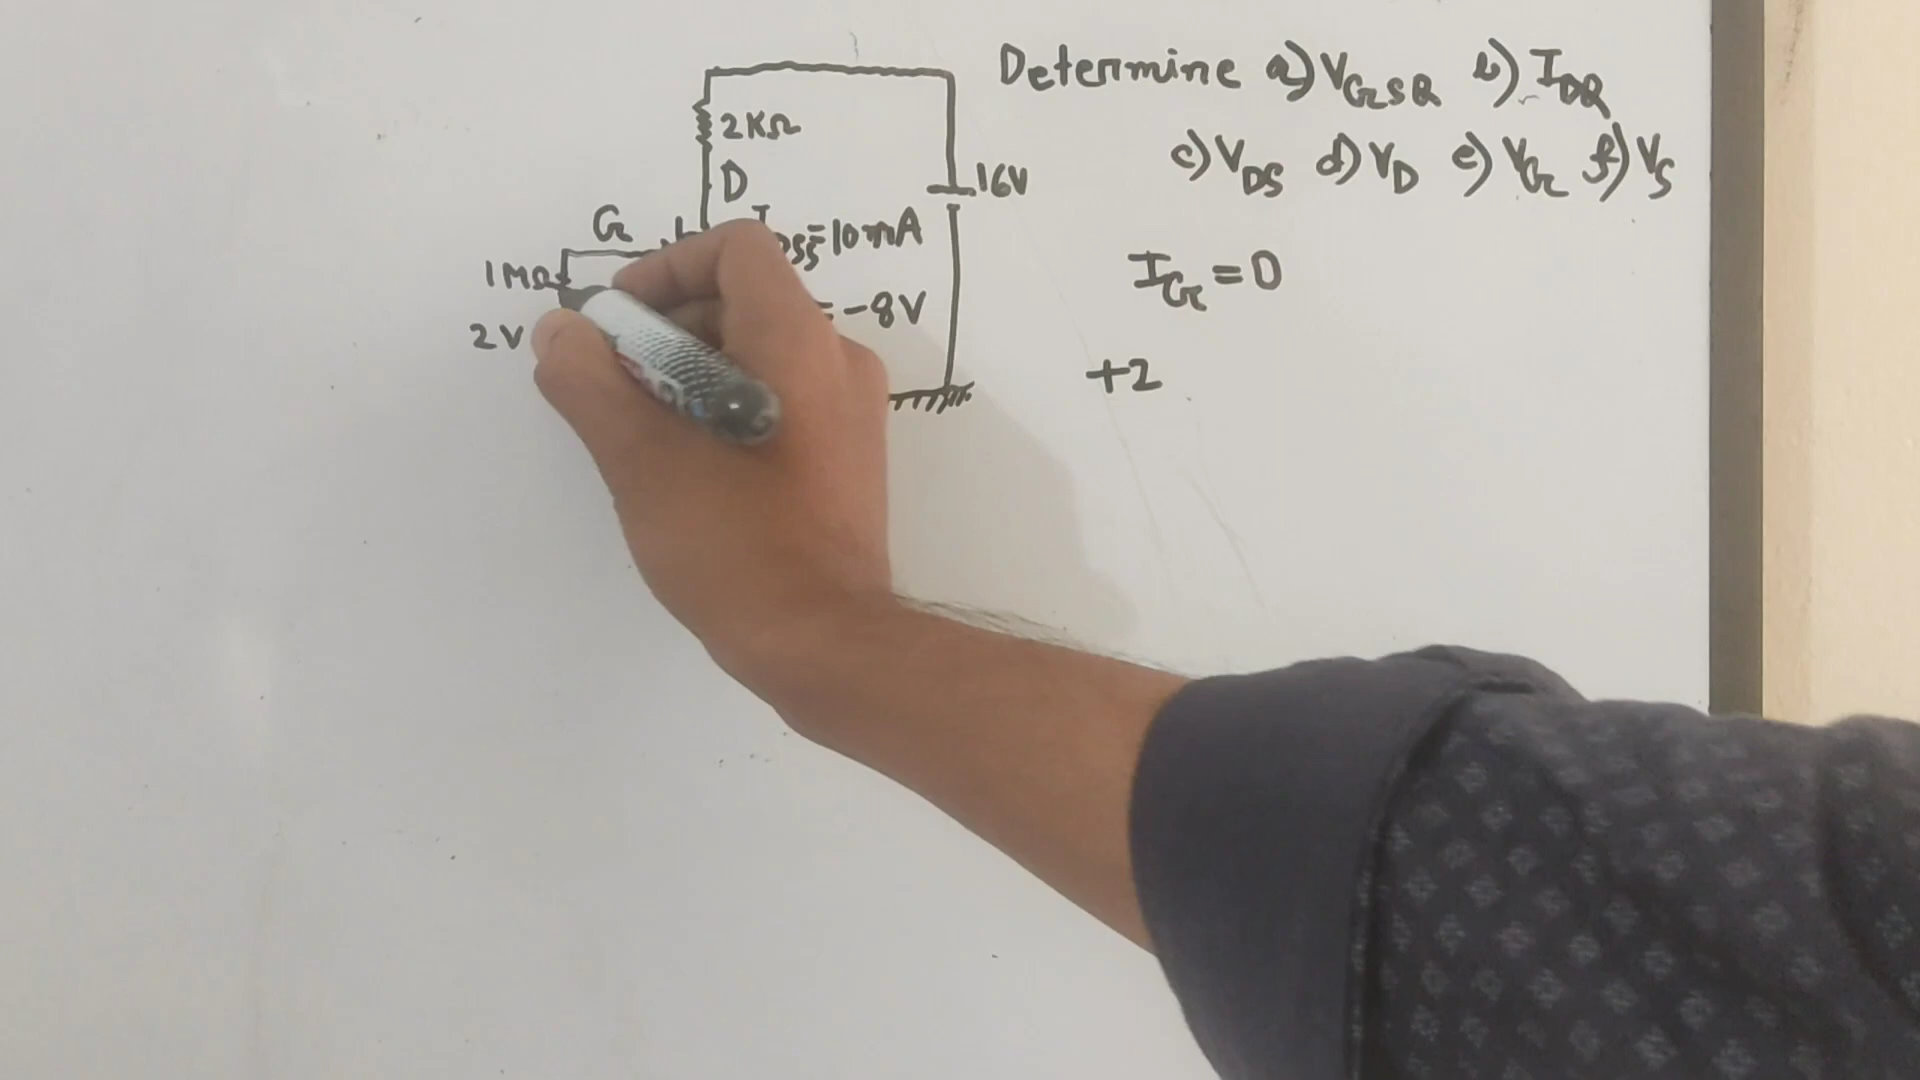 Determine a) VGSQ b) IDQ
c) VDS d) VD e) VG f) VS
2KΩ
D
16V
G
=10mA
1MΩ
IG = 0
= -8V
2V
+2